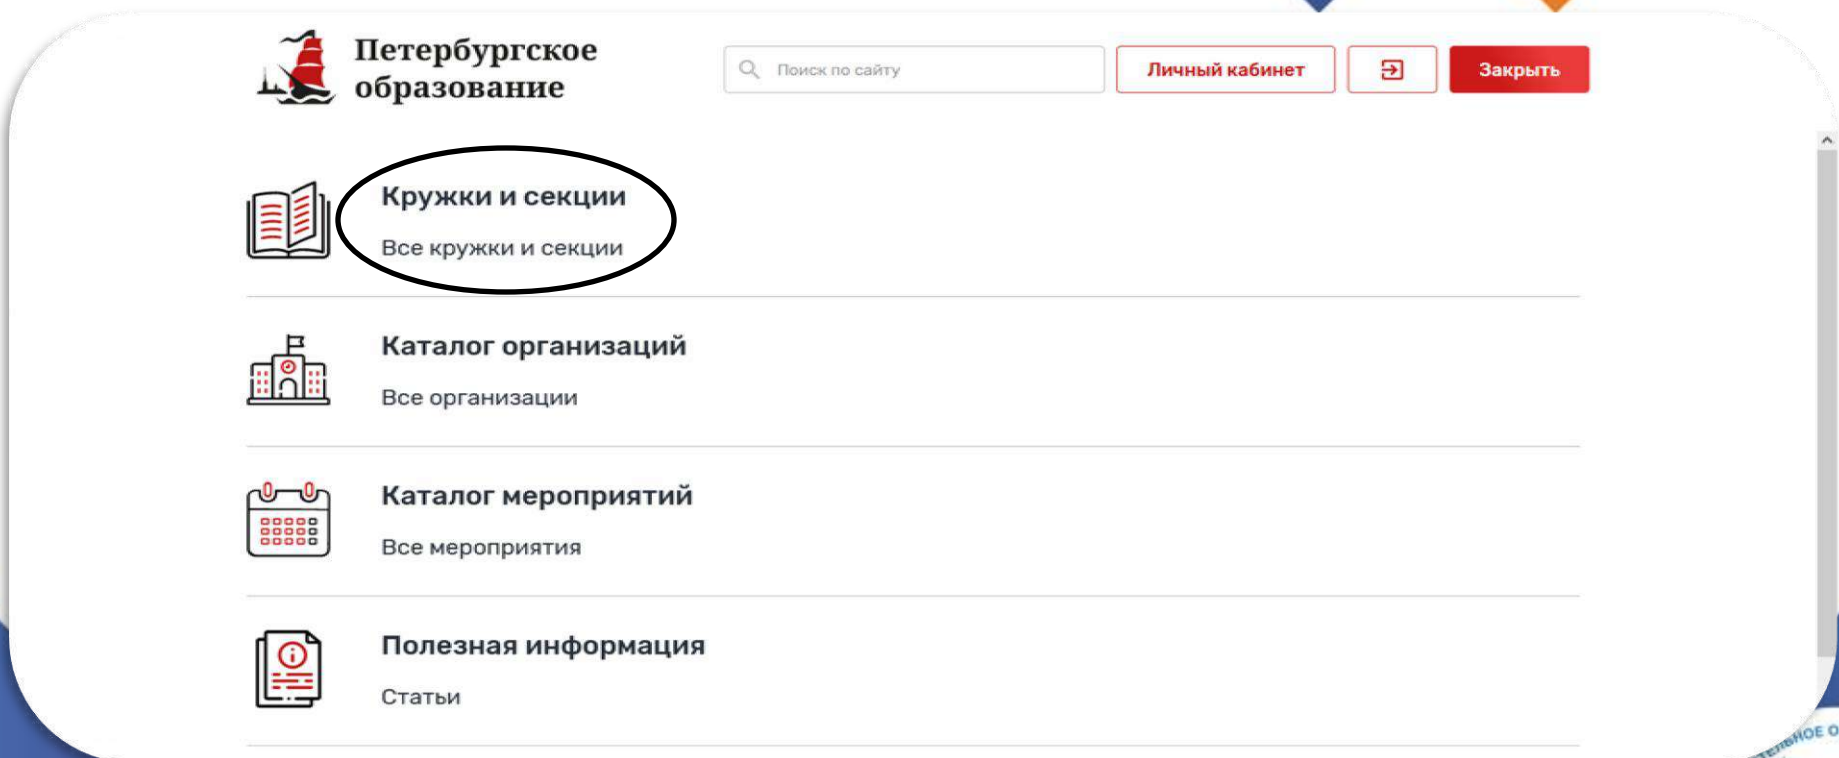 Петербургское
образование
Поиск по сайту
Личный кабинет
Закрыть
Кружки и секции
Все кружки и секции
Каталог организаций
Все организации
Каталог мероприятий
Все мероприятия
Полезная информация
Статьи